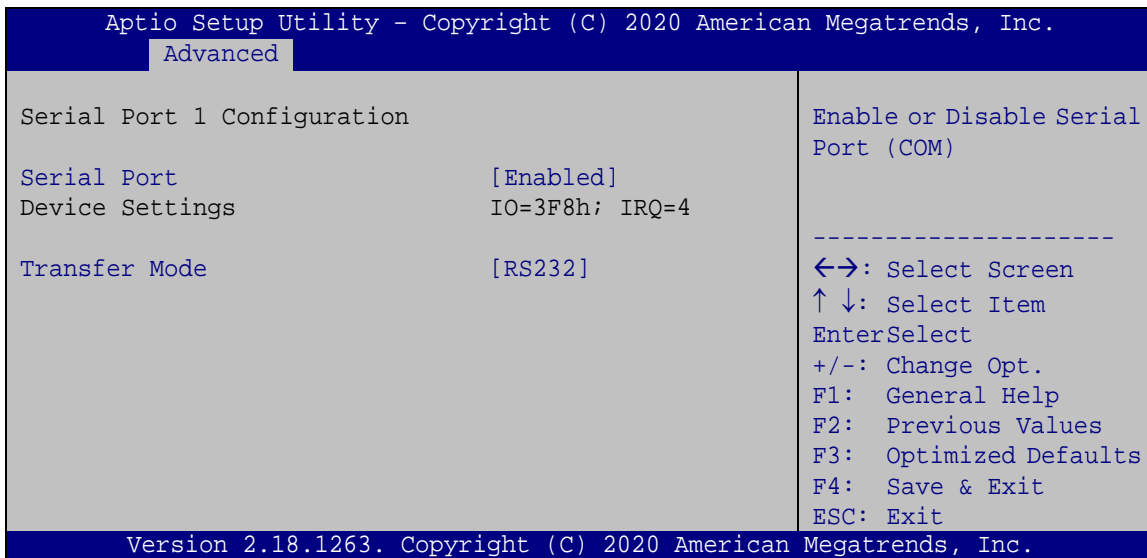 Aptio Setup Utility – Copyright (C) 2020 American Megatrends, Inc.
Advanced
Serial Port 1 Configuration
Serial Port [Enabled]
Device Settings IO=3F8h; IRQ=4
Transfer Mode [RS232]
Enable or Disable Serial
Port (COM)
---------------------
←→: Select Screen
↑ ↓: Select Item
EnterSelect
+/-: Change Opt.
F1: General Help
F2: Previous Values
F3: Optimized Defaults
F4: Save & Exit
ESC: Exit
Version 2.18.1263. Copyright (C) 2020 American Megatrends, Inc.